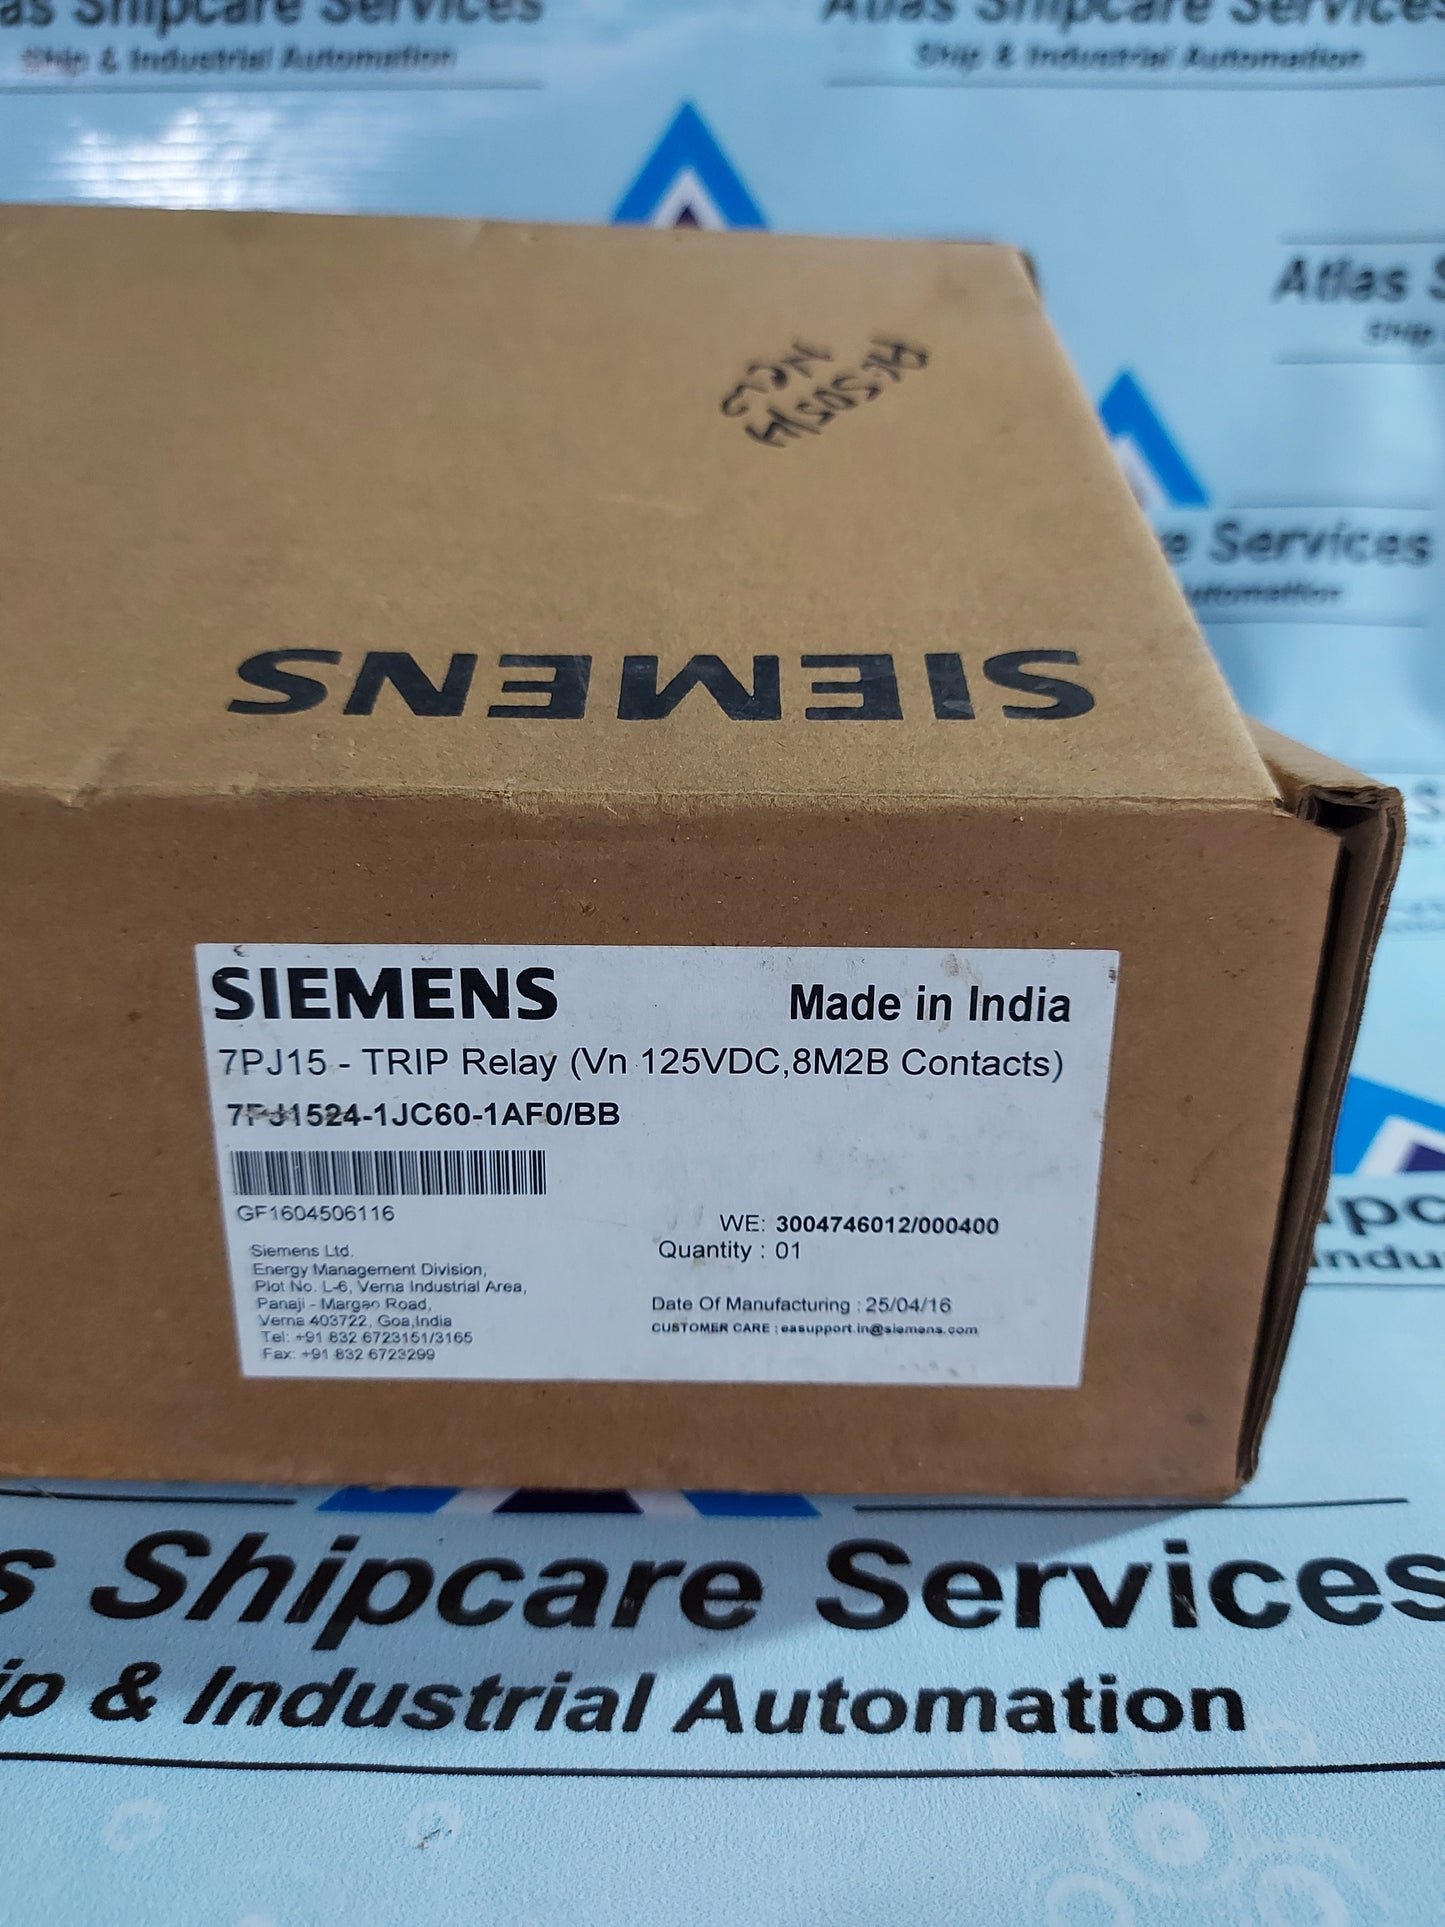 Atlas Shipcare Services
Ship & Industrial Automation
Atlas Shipcare Services
Ship & Industrial Automation
Atlas
Ship
Services
SIEMENS
SIEMENS
Made in India
7PJ15 - TRIP Relay (Vn 125VDC,8M2B Contacts)
7PJ1524-1JC60-1AF0/BB
GF1604506116
WE: 3004746012/000400
Quantity : 01
Siemens Ltd.
Energy Management Division,
Plot No. L-6, Verna Industrial Area,
Panaji - Margao Road,
Verna 403722, Goa,India
Tel: +91 832 6723151/3165
Fax: +91 832 6723299
Date Of Manufacturing : 25/04/16
CUSTOMER CARE : easupport.in@siemens.com
s Shipcare Services
ip & Industrial Automation